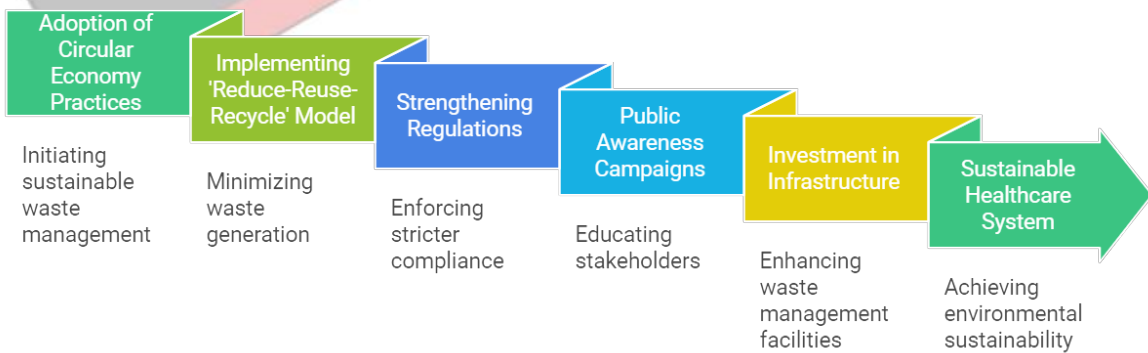 Adoption of
Circular
Economy
Practices
Initiating
sustainable
waste
management
Implementing
'Reduce-Reuse-
Recycle' Model
Minimizing
waste
generation
Strengthening
Regulations
Enforcing
stricter
compliance
Public
Awareness
Campaigns
Educating
stakeholders
Investment in
Infrastructure
Enhancing
waste
management
facilities
Sustainable
Healthcare
System
Achieving
environmental
sustainability